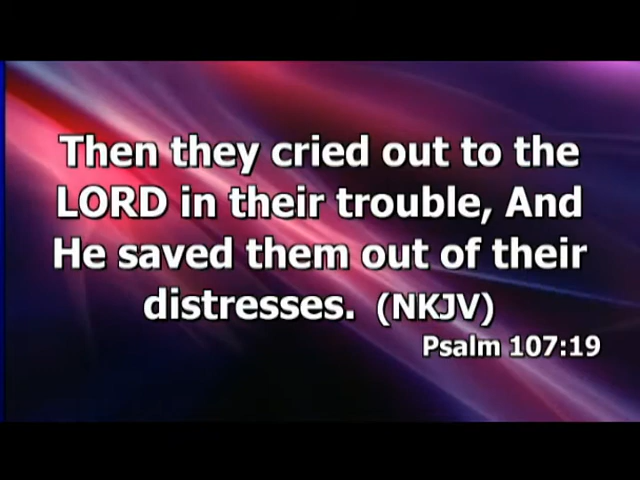 Then they cried out to the
LORD in their trouble, And
He saved them out of their
distresses. (NKJV)
Psalm 107:19